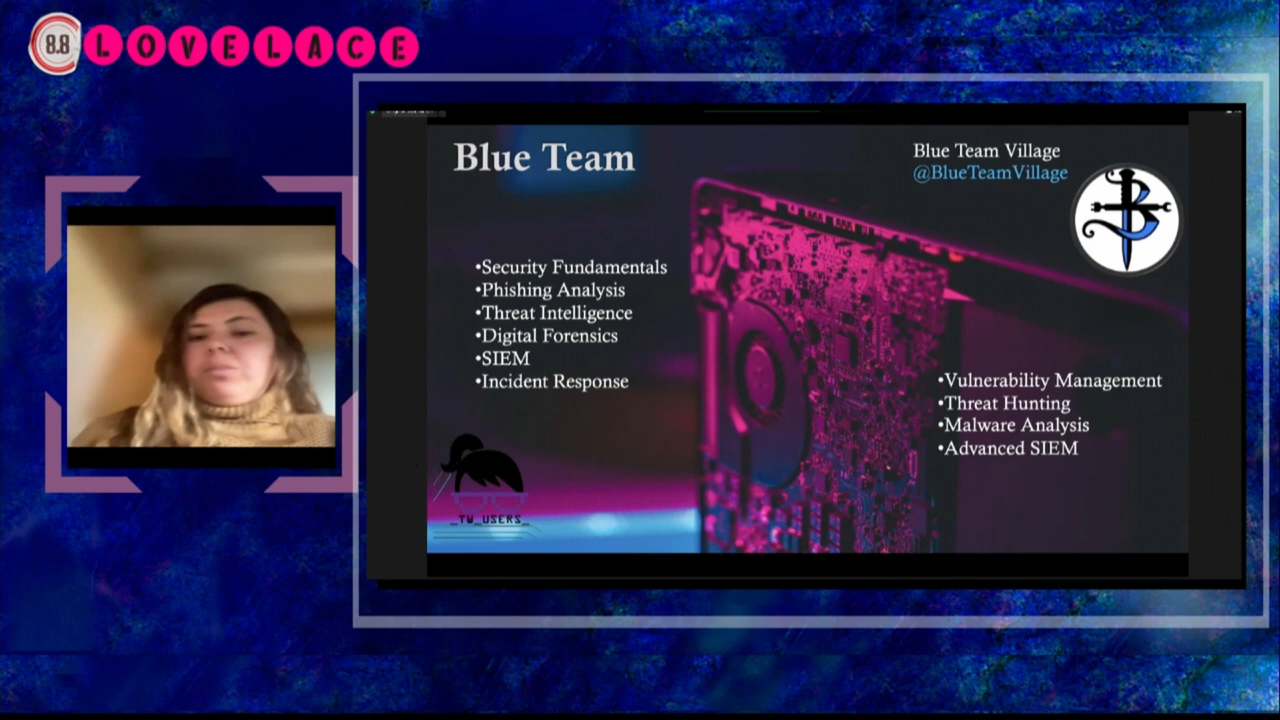 8.8 LOVELACE
Blue Team
Blue Team Village
@BlueTeamVillage
•Security Fundamentals
•Phishing Analysis
•Threat Intelligence
•Digital Forensics
•SIEM
•Incident Response
•Vulnerability Management
•Threat Hunting
•Malware Analysis
•Advanced SIEM
_TW_USERS_